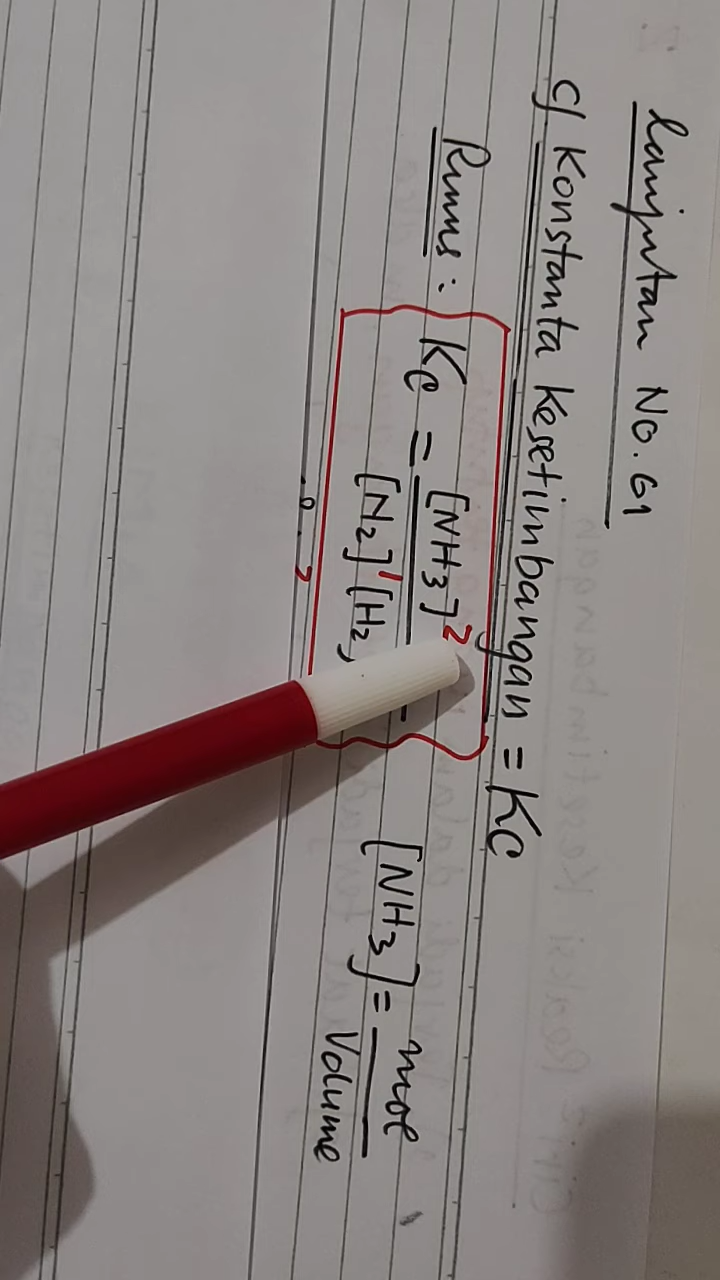 Lanjutan No. 61
c/ Konstanta Kesetimbangan = Kc
Rumus :
Kc = [NH3]²
[N2]¹ [H2
[NH3] = mol
Volume